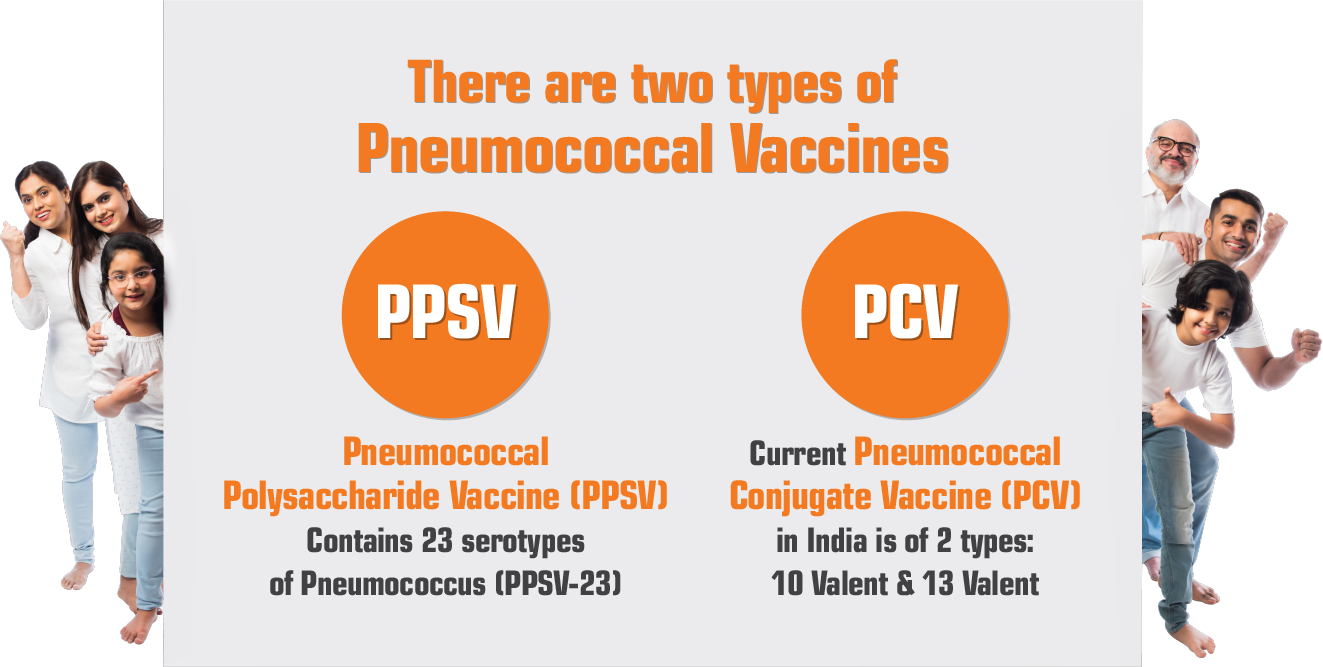 There are two types of
Pneumococcal Vaccines
PPSV
Pneumococcal
Polysaccharide Vaccine (PPSV)
Contains 23 serotypes
of Pneumococcus (PPSV-23)
PCV
Current Pneumococcal
Conjugate Vaccine (PCV)
in India is of 2 types:
10 Valent & 13 Valent